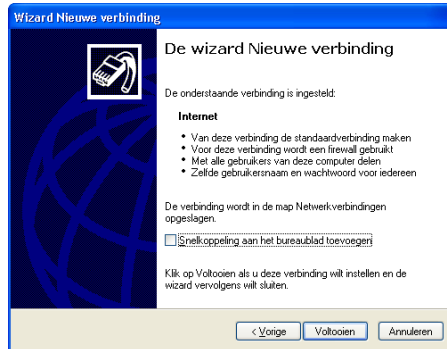 Wizard Nieuwe verbinding
De wizard Nieuwe verbinding
De onderstaande verbinding is ingesteld:
Internet
• Van deze verbinding de standaardverbinding maken
• Voor deze verbinding wordt een firewall gebruikt
• Met alle gebruikers van deze computer delen
• Zelfde gebruikersnaam en wachtwoord voor iedereen
De verbinding wordt in de map Netwerkverbindingen
opgeslagen.
Snelkoppeling aan het bureaublad toevoegen
Klik op Voltooien als u deze verbinding wilt instellen en de
wizard vervolgens wilt sluiten.
< Vorige Voltooien Annuleren